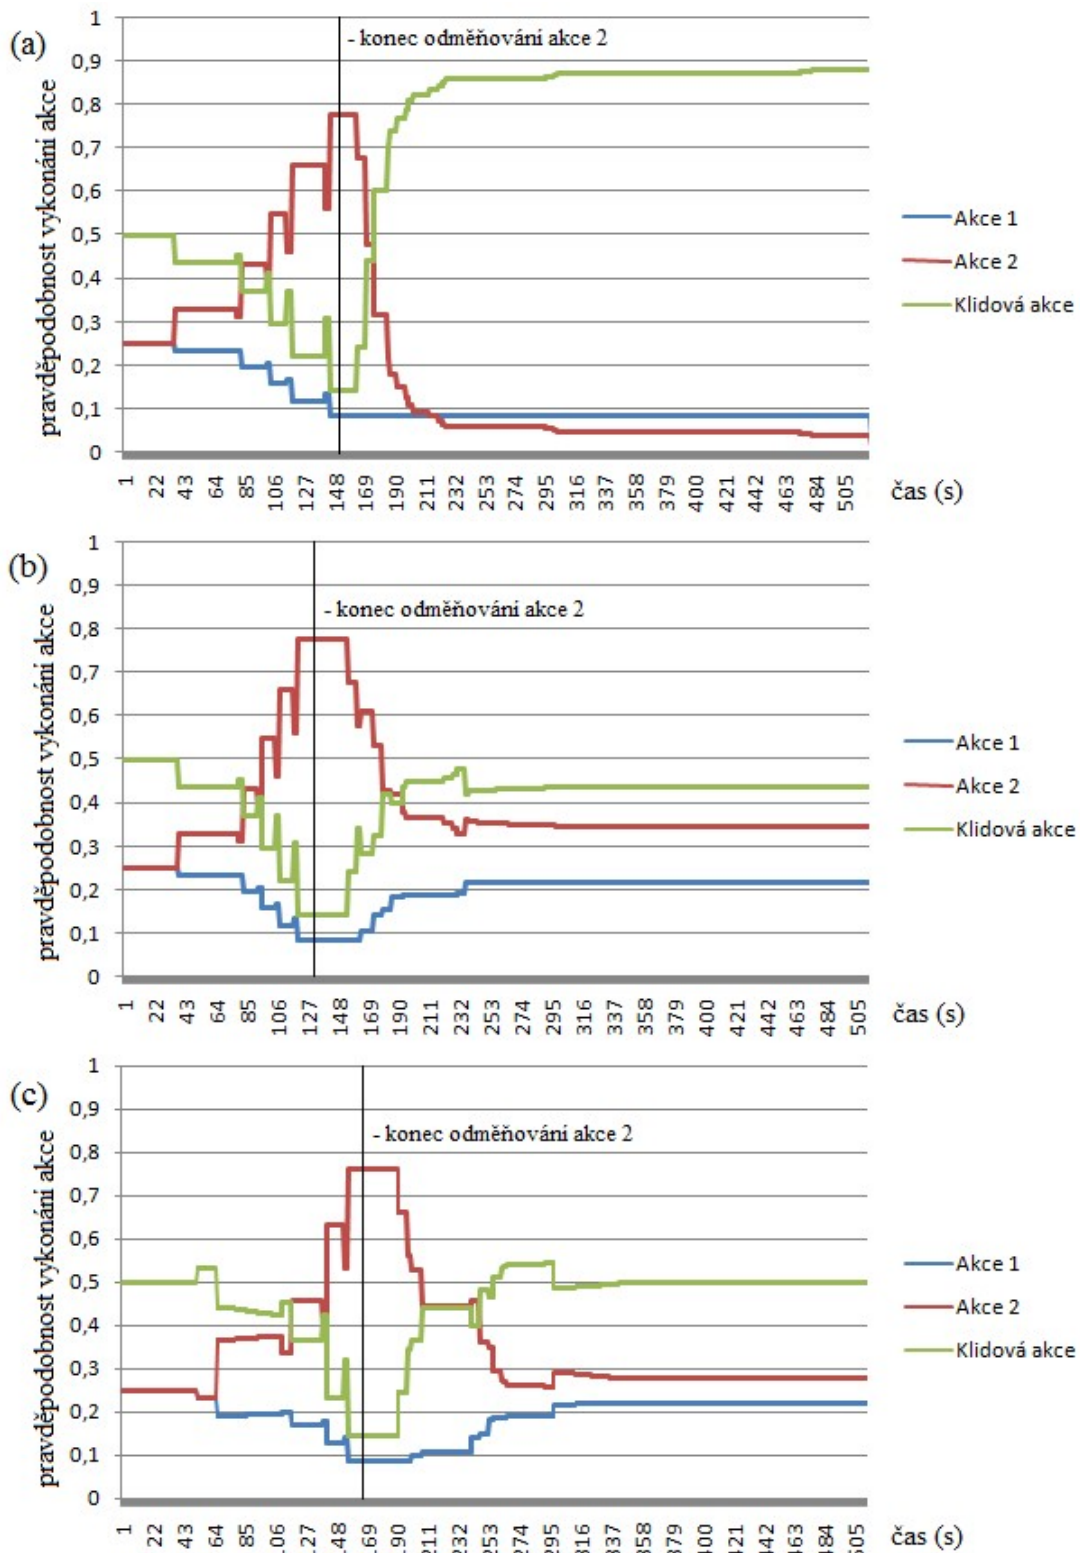 (a)
pravděpodobnost vykonání akce
1
0,9
0,8
0,7
0,6
0,5
0,4
0,3
0,2
0,1
0
- konec odměňování akce 2
Akce 1
Akce 2
Klidová akce
1 22 43 64 85 106 127 148 169 190 211 232 253 274 295 316 337 358 379 400 421 442 463 484 505
čas (s)
(b)
pravděpodobnost vykonání akce
1
0,9
0,8
0,7
0,6
0,5
0,4
0,3
0,2
0,1
0
- konec odměňování akce 2
Akce 1
Akce 2
Klidová akce
1 22 43 64 85 106 127 148 169 190 211 232 253 274 295 316 337 358 379 400 421 442 463 484 505
čas (s)
(c)
pravděpodobnost vykonání akce
1
0,9
0,8
0,7
0,6
0,5
0,4
0,3
0,2
0,1
0
- konec odměňování akce 2
Akce 1
Akce 2
Klidová akce
1 22 43 64 85 106 127 148 169 190 211 232 253 274 295 316 337 358 379 400 421 442 463 484 505
čas (s)